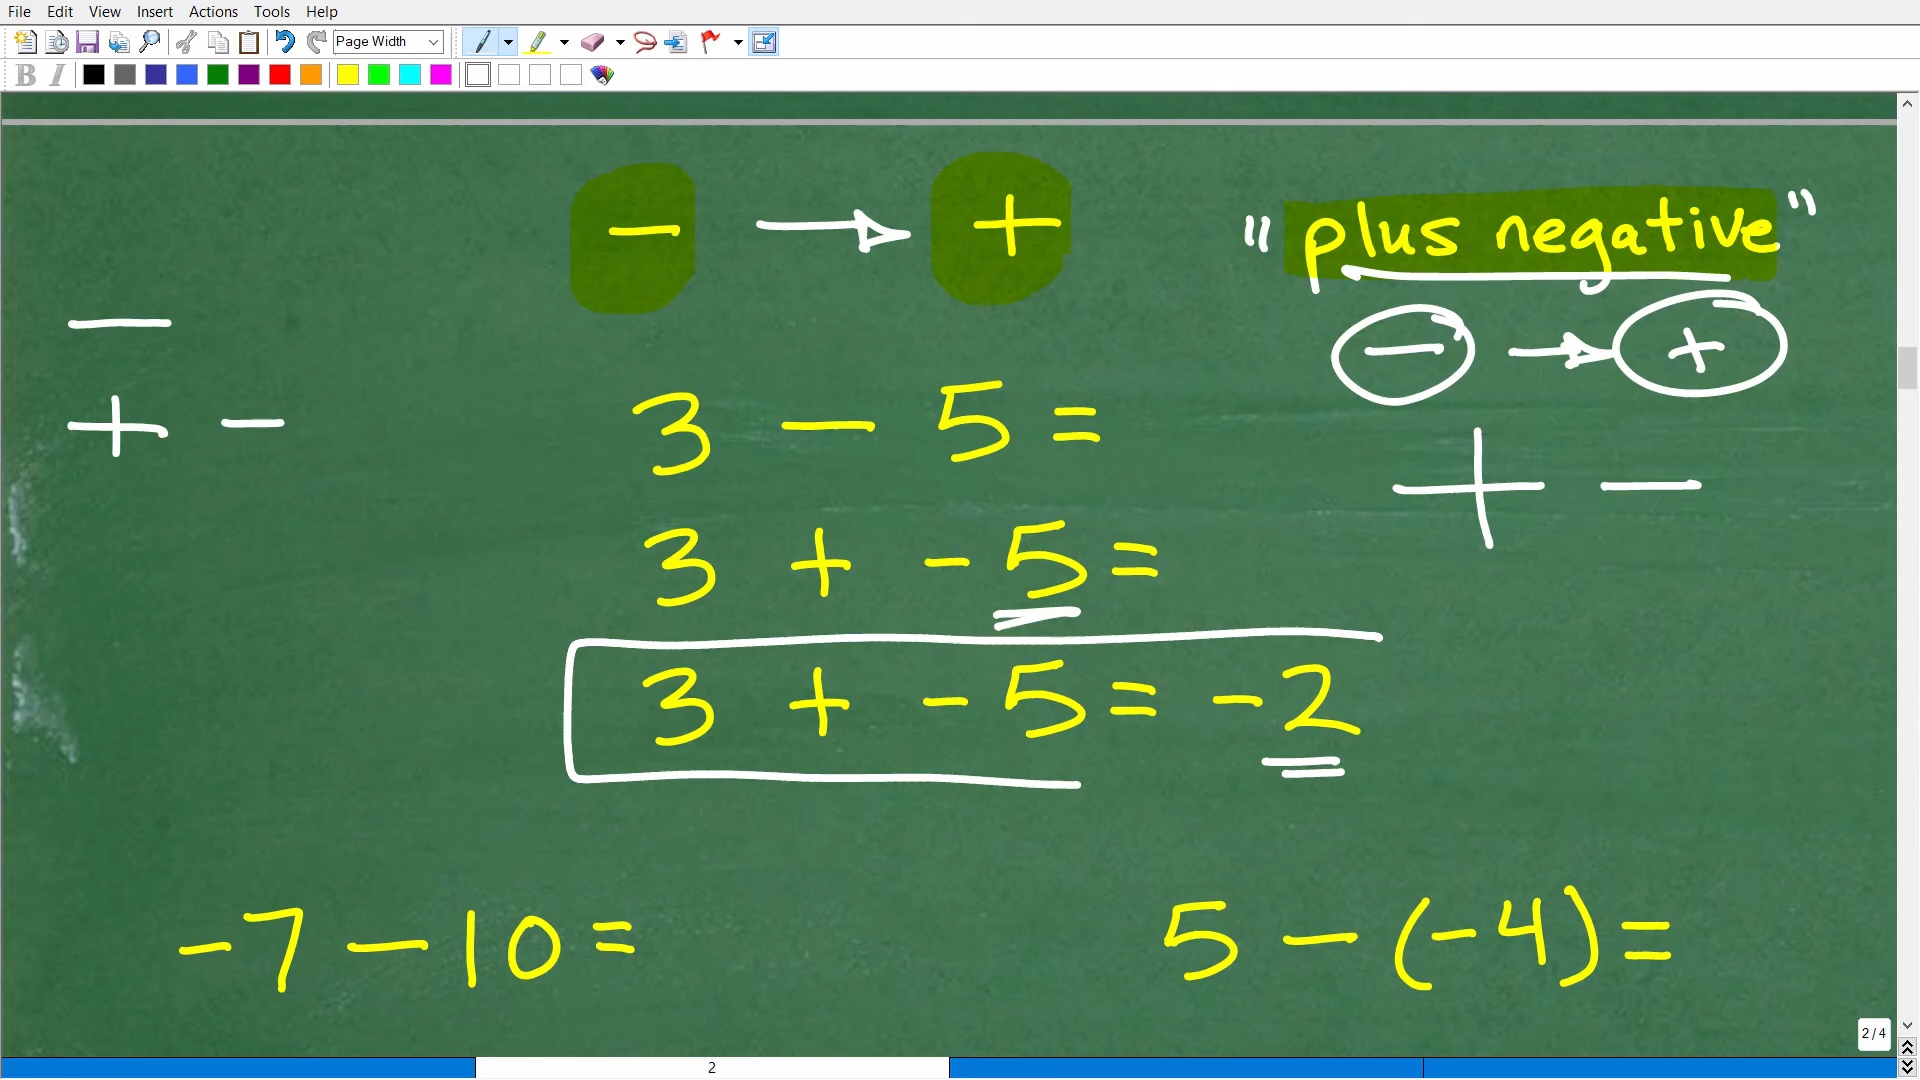 File Edit View Insert Actions Tools Help
Page Width
B I
− → + "plus negative"
− − → +
+ − 3 − 5 =
+ −
3 + - 5 =
3 + - 5 = - 2
-7 − 10 = 5 − (-4) =
2 / 4
2